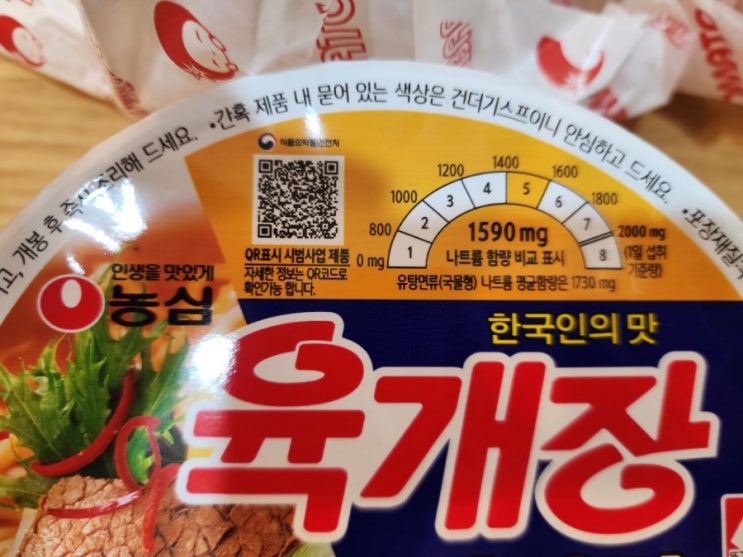 고, 개봉 후 즉시 조리해 드세요. •간혹 제품 내 묻어 있는 색상은 건더기스프이니 안심하고 드세요. •포장재질
식품의약품안전처
QR표시 시범사업 제품
자세한 정보는 QR코드로
확인가능 합니다.
0 mg 800 1000 1200 1400 1600 1800 2000 mg
(1일 섭취
기준량)
1 2 3 4 5 6 7 8
1590 mg
나트륨 함량 비교 표시
유탕면류(국물형) 나트륨 평균함량은 1730 mg
인생을 맛있게
농심
한국인의 맛
육개장